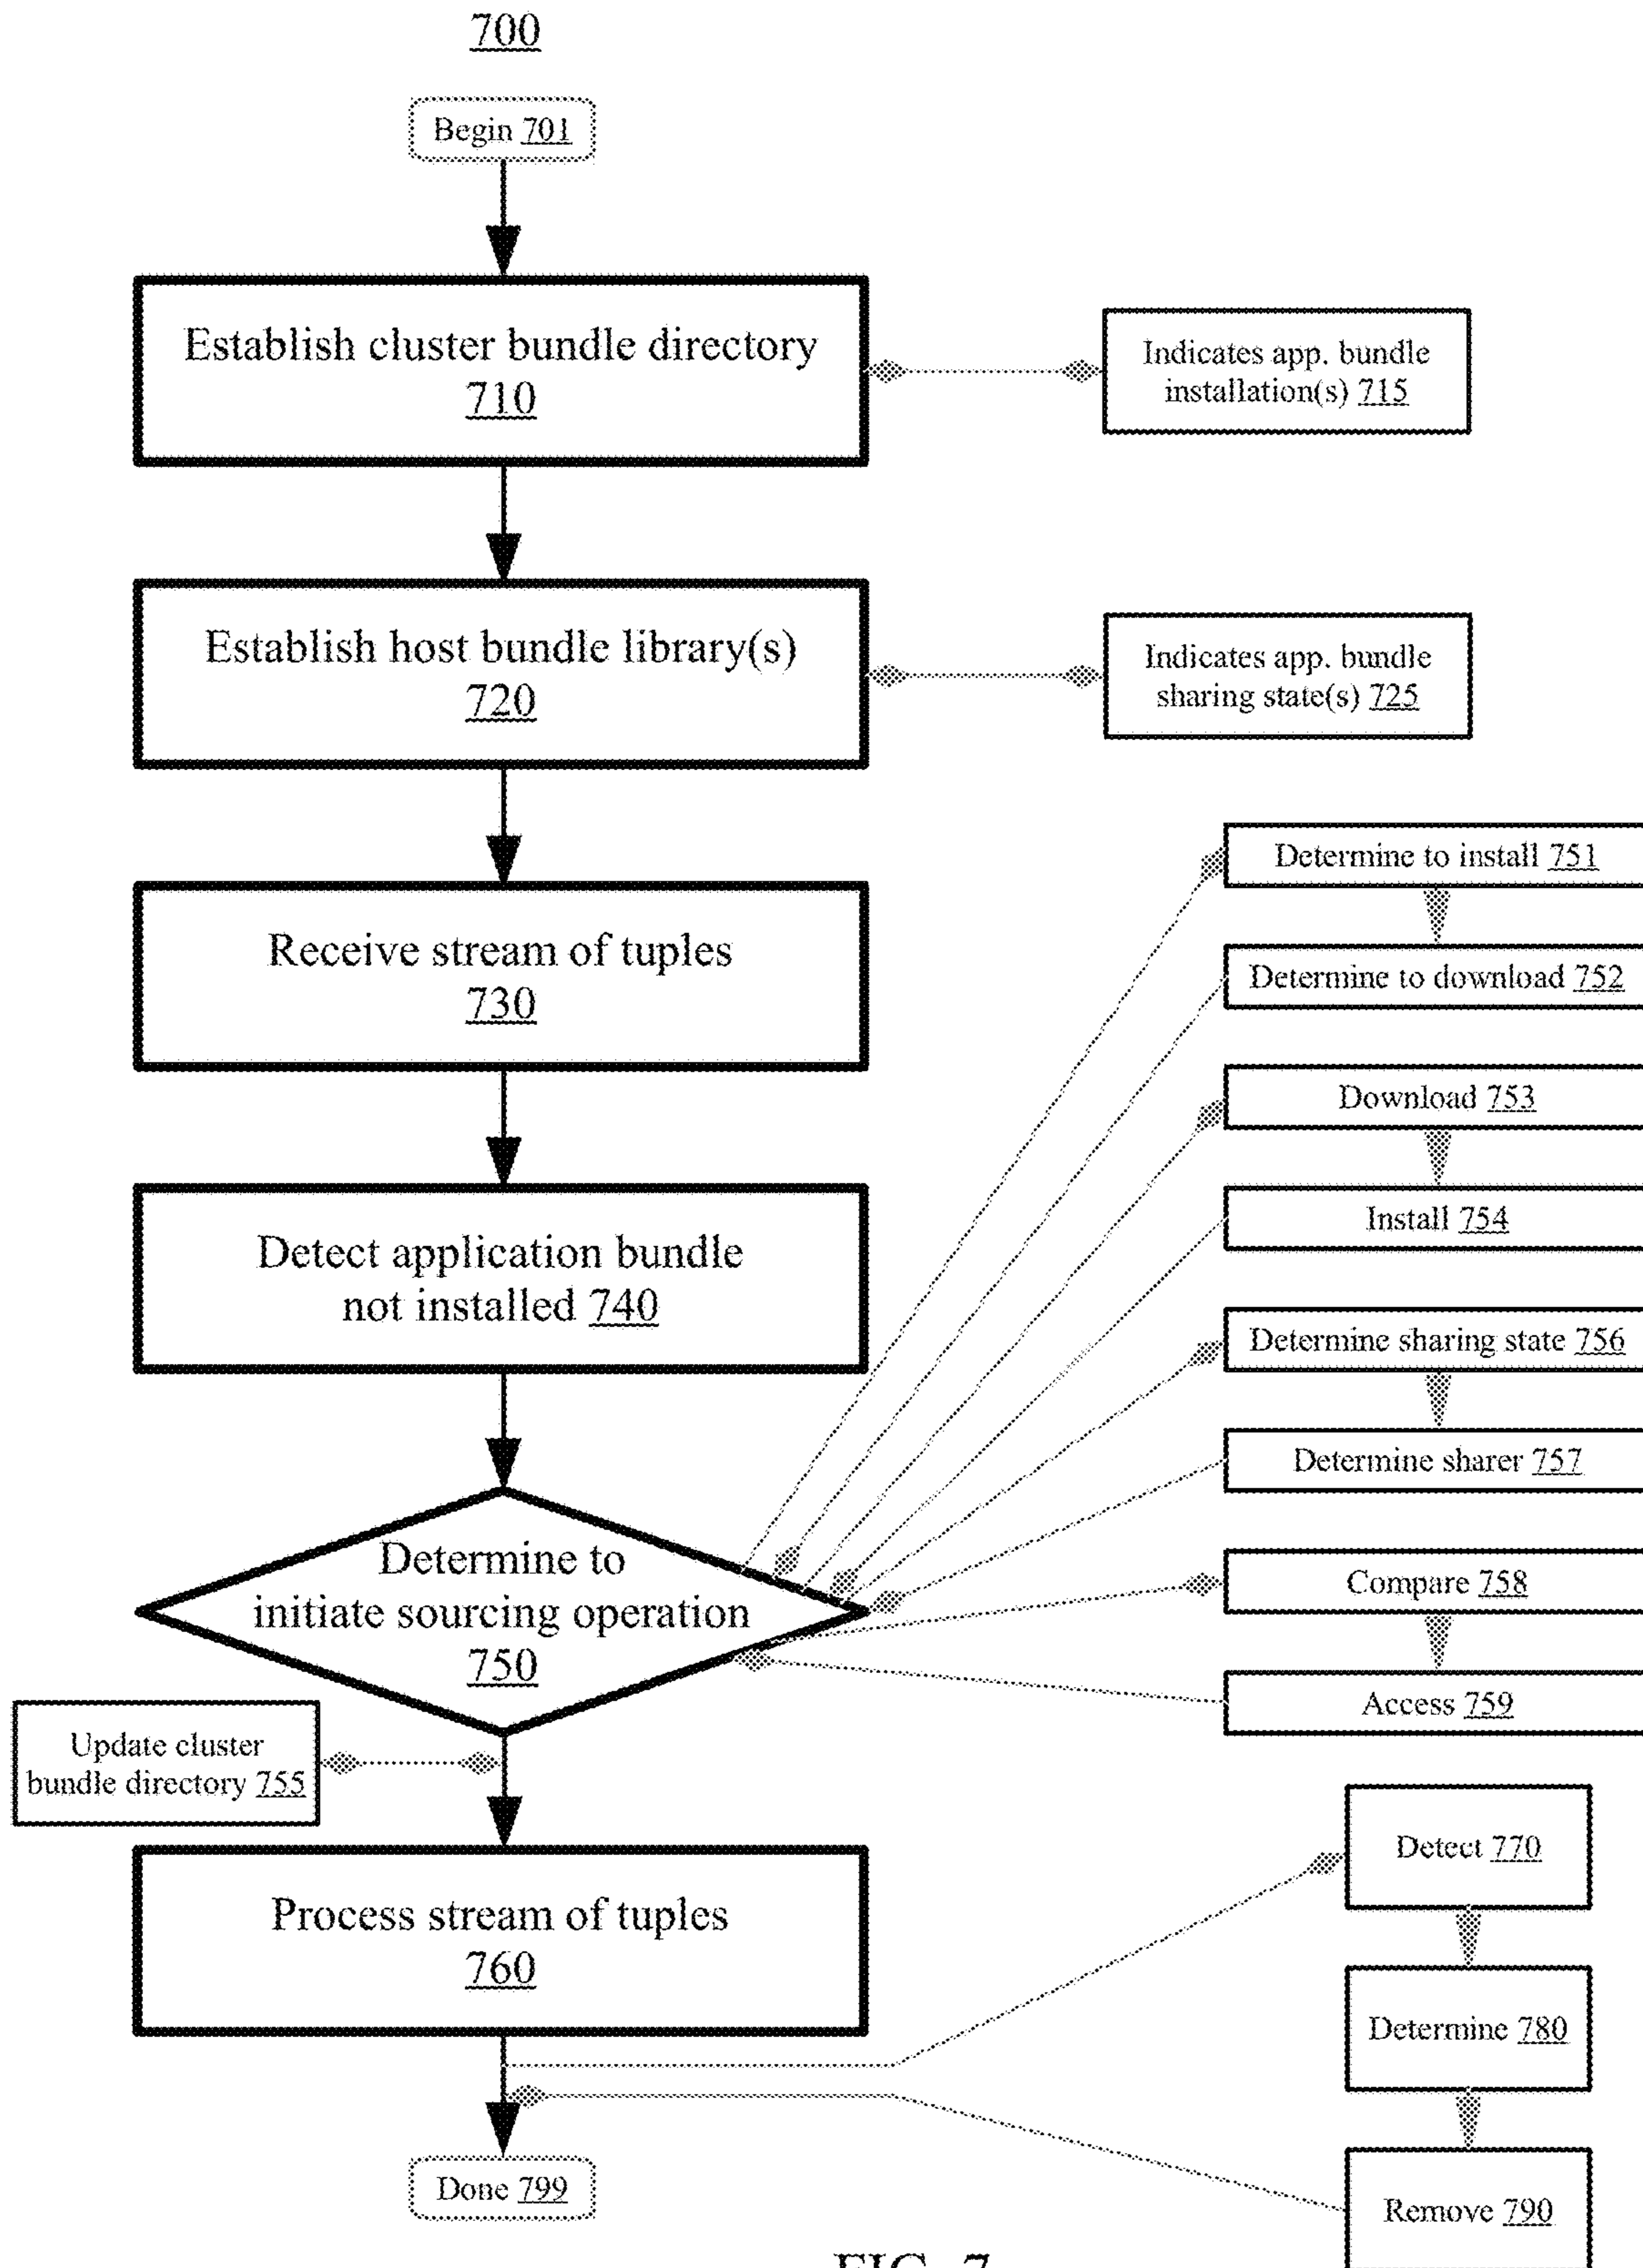 700
Begin 701
Establish cluster bundle directory
710
Indicates app. bundle
installation(s) 715
Establish host bundle library(s)
720
Indicates app. bundle
sharing state(s) 725
Receive stream of tuples
730
Determine to install 751
Determine to download 752
Download 753
Install 754
Detect application bundle
not installed 740
Determine sharing state 756
Determine sharer 757
Determine to
initiate sourcing operation
750
Compare 758
Access 759
Update cluster
bundle directory 755
Process stream of tuples
760
Detect 770
Determine 780
Remove 790
Done 799
FIG. 7